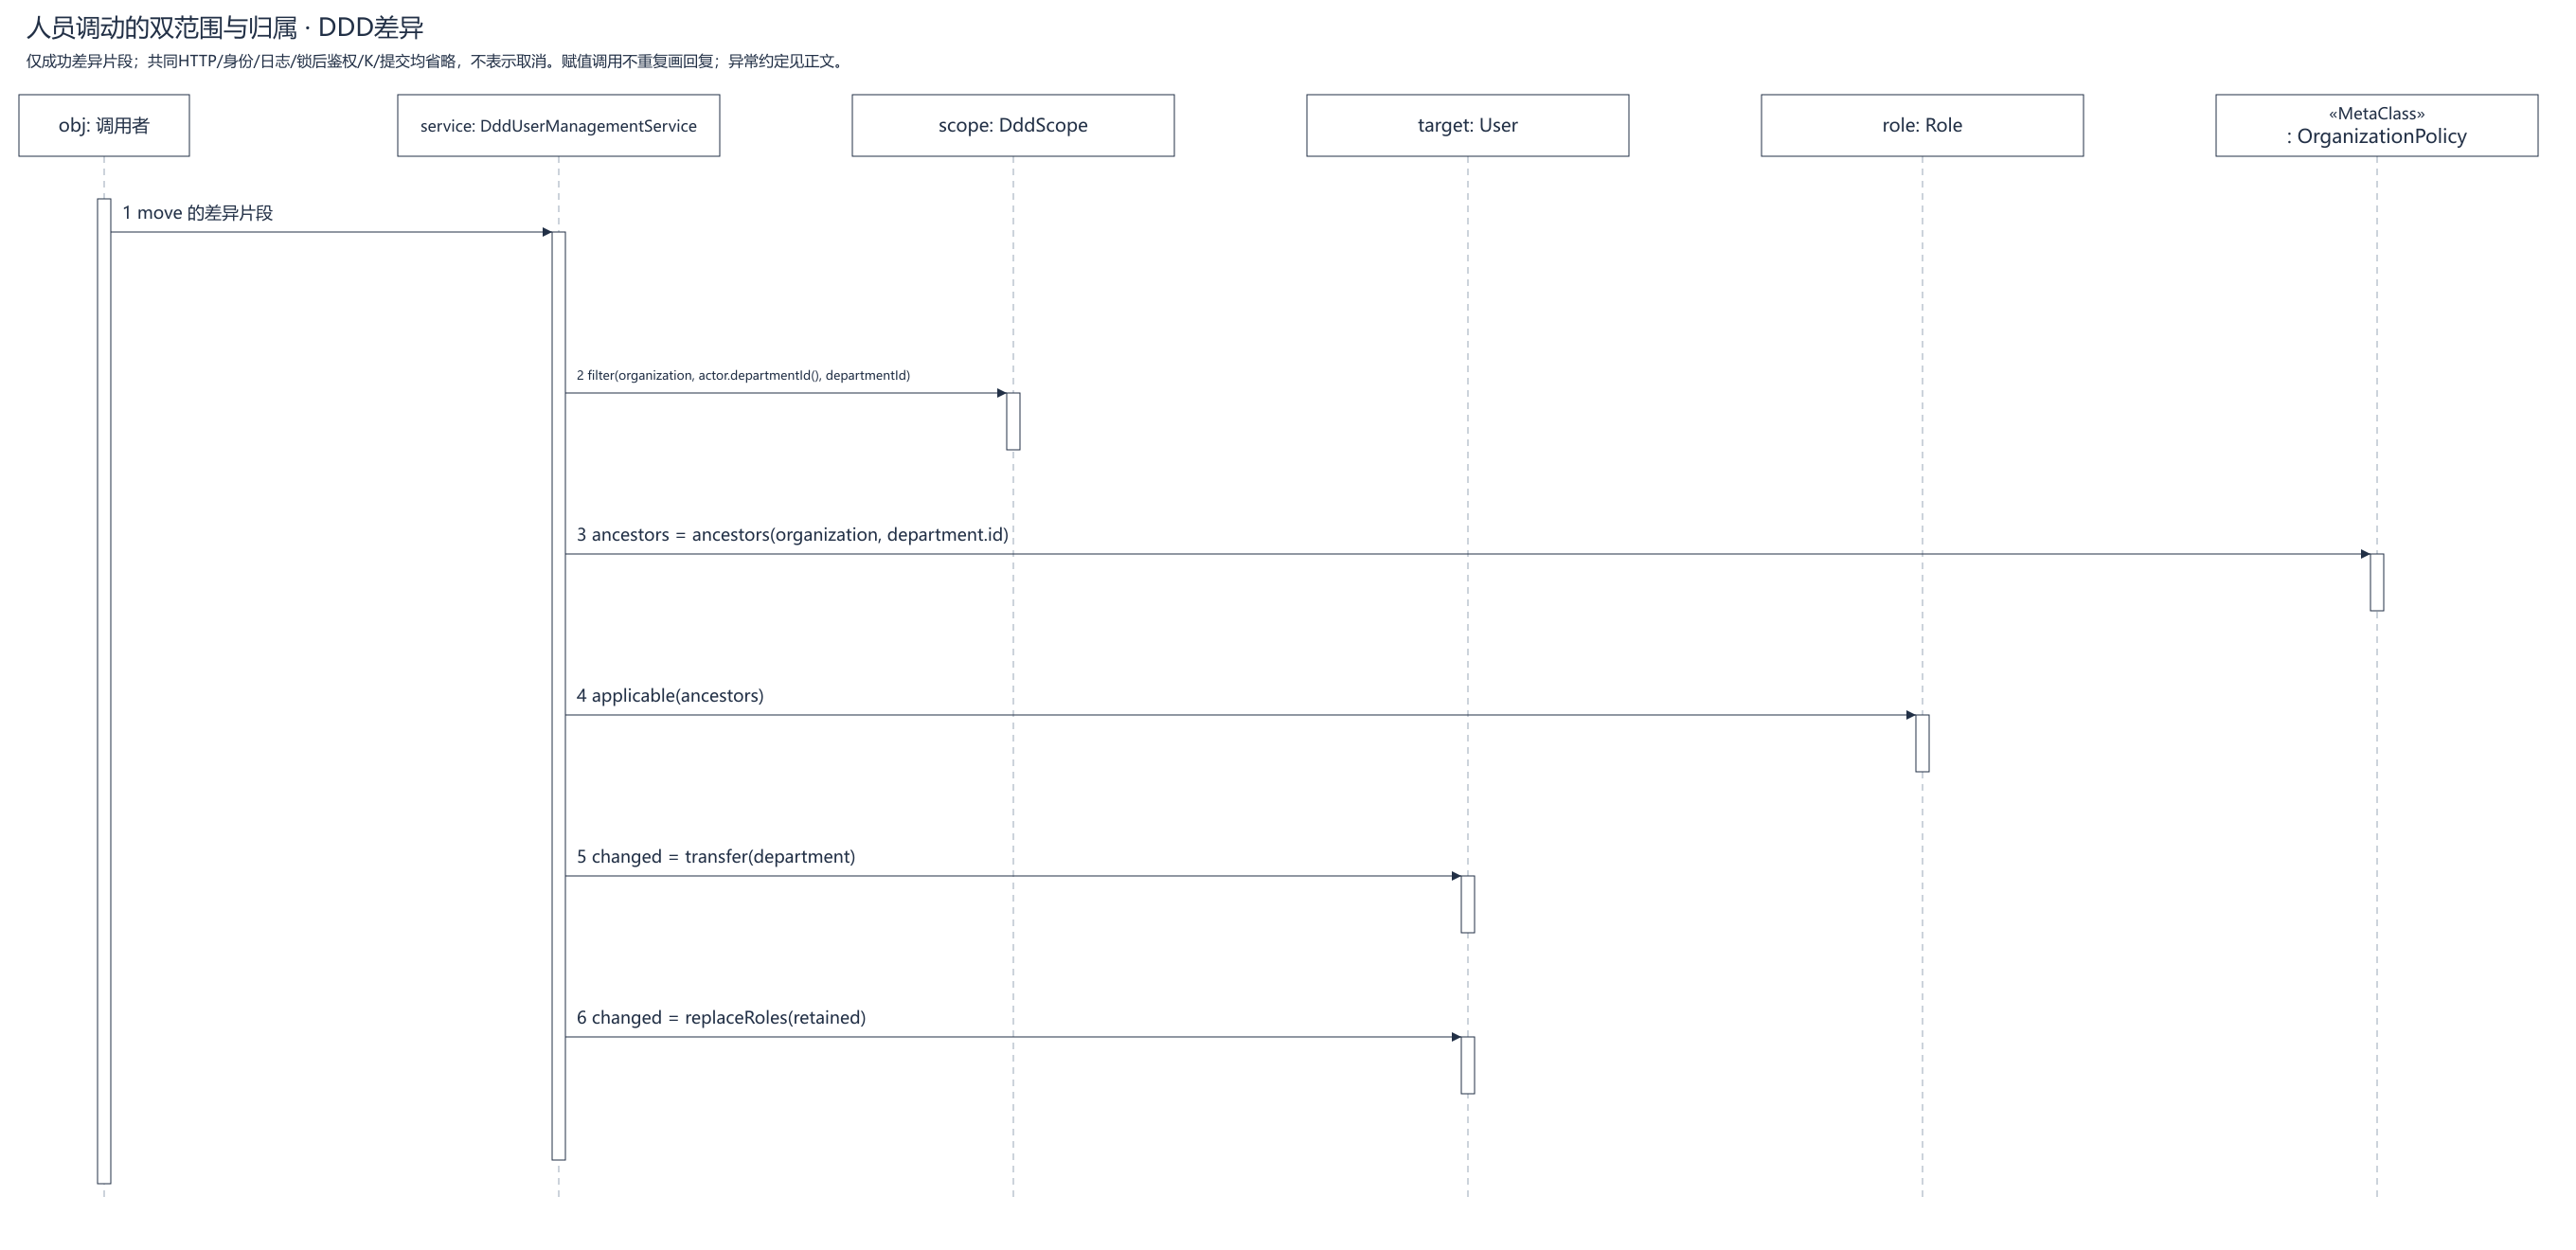 人员调动的双范围与归属 · DDD差异
仅成功差异片段；共同HTTP/身份/日志/锁后鉴权/K/提交均省略，不表示取消。赋值调用不重复画回复；异常约定见正文。
obj: 调用者
service: DddUserManagementService
scope: DddScope
target: User
role: Role
«MetaClass»
: OrganizationPolicy
1 move 的差异片段
2 filter(organization, actor.departmentId(), departmentId)
3 ancestors = ancestors(organization, department.id)
4 applicable(ancestors)
5 changed = transfer(department)
6 changed = replaceRoles(retained)